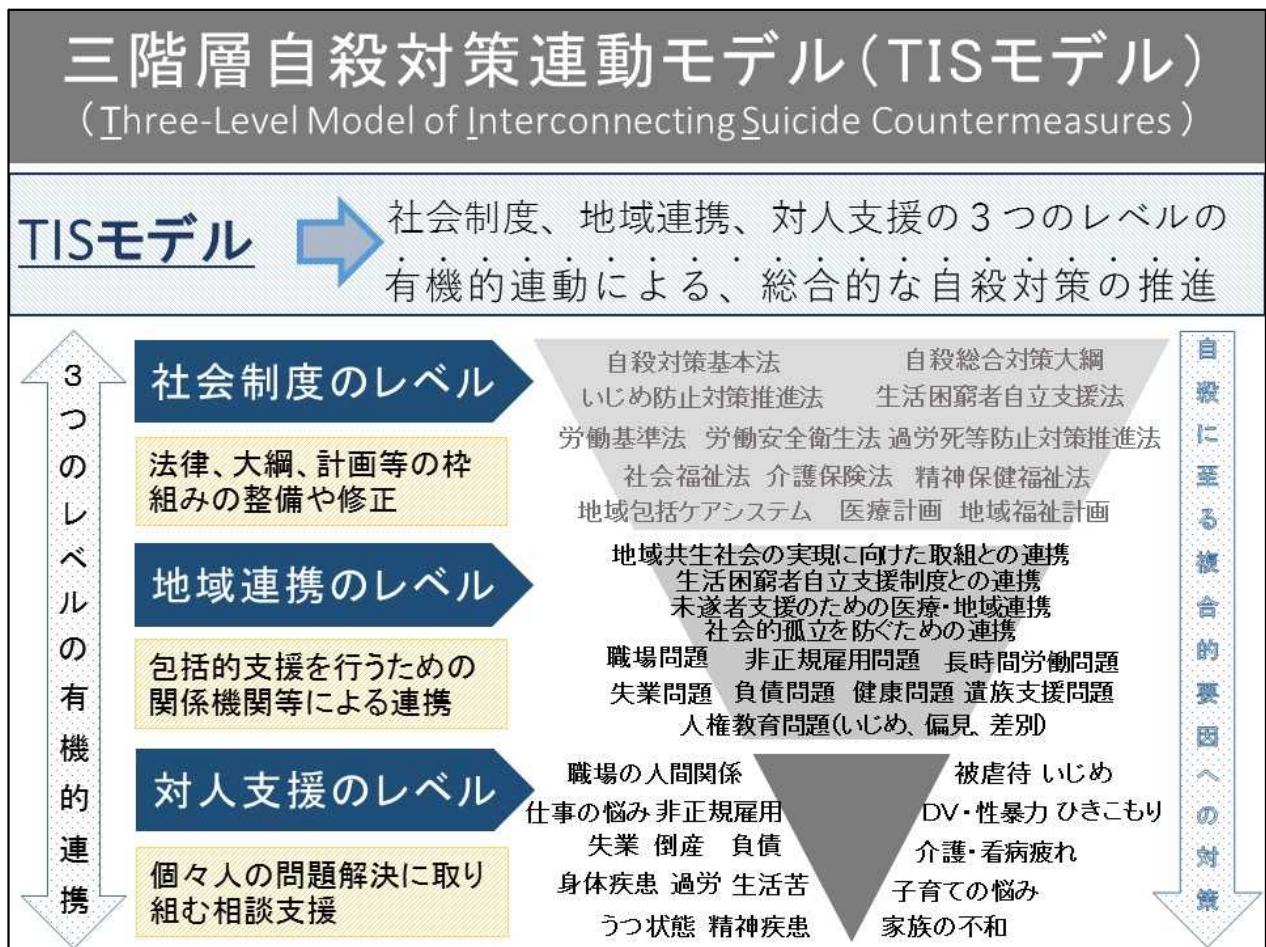 三階層自殺対策連動モデル(TISモデル)
(Three-Level Model of Interconnecting Suicide Countermeasures)
TISモデル
社会制度、地域連携、対人支援の3つのレベルの
有機的連動による、総合的な自殺対策の推進
3つのレベルの有機的連携
社会制度のレベル
法律、大綱、計画等の枠
組みの整備や修正
自殺対策基本法 自殺総合対策大綱
いじめ防止対策推進法 生活困窮者自立支援法
労働基準法 労働安全衛生法 過労死等防止対策推進法
社会福祉法 介護保険法 精神保健福祉法
地域包括ケアシステム 医療計画 地域福祉計画
地域連携のレベル
包括的支援を行うための
関係機関等による連携
地域共生社会の実現に向けた取組との連携
生活困窮者自立支援制度との連携
未遂者支援のための医療・地域連携
社会的孤立を防ぐための連携
職場問題 非正規雇用問題 長時間労働問題
失業問題 負債問題 健康問題 遺族支援問題
人権教育問題(いじめ、偏見、差別)
対人支援のレベル
個々人の問題解決に取り
組む相談支援
職場の人間関係 被虐待 いじめ
仕事の悩み 非正規雇用 DV・性暴力 ひきこもり
失業 倒産 負債 介護・看病疲れ
身体疾患 過労 生活苦 子育ての悩み
うつ状態 精神疾患 家族の不和
自殺に至る複合的要因への対策